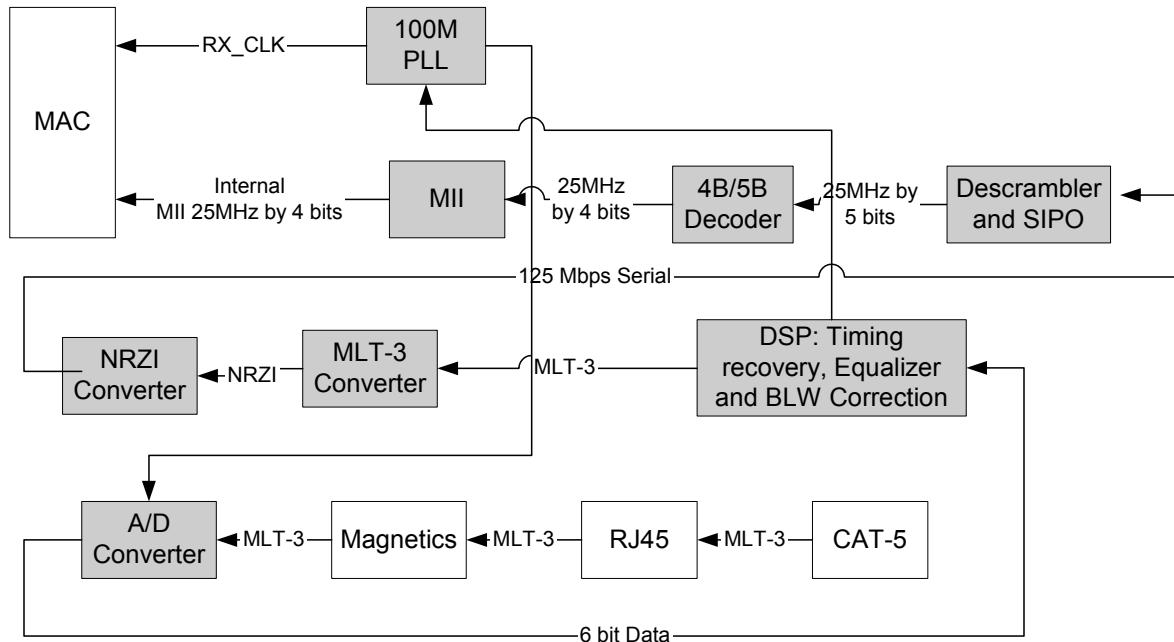 100M
PLL
RX_CLK
MAC
Internal
MII 25MHz by 4 bits
MII
25MHz
by 4 bits
4B/5B
Decoder
25MHz by
5 bits
Descrambler
and SIPO
125 Mbps Serial
NRZI
Converter
NRZI
MLT-3
Converter
MLT-3
DSP: Timing
recovery, Equalizer
and BLW Correction
A/D
Converter
MLT-3
Magnetics
MLT-3
RJ45
MLT-3
CAT-5
6 bit Data